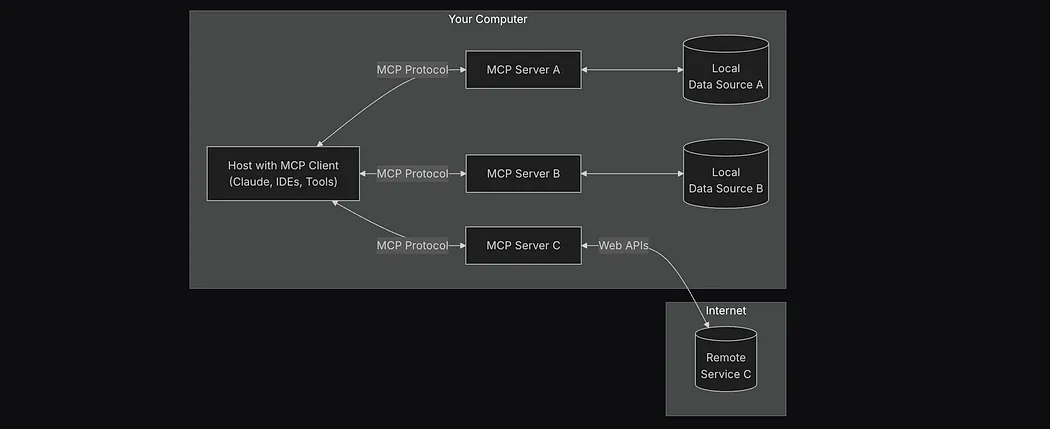 Your Computer
MCP Protocol
MCP Server A
Local
Data Source A
Host with MCP Client
(Claude, IDEs, Tools)
MCP Protocol
MCP Server B
Local
Data Source B
MCP Protocol
MCP Server C
Web APIs
Internet
Remote
Service C